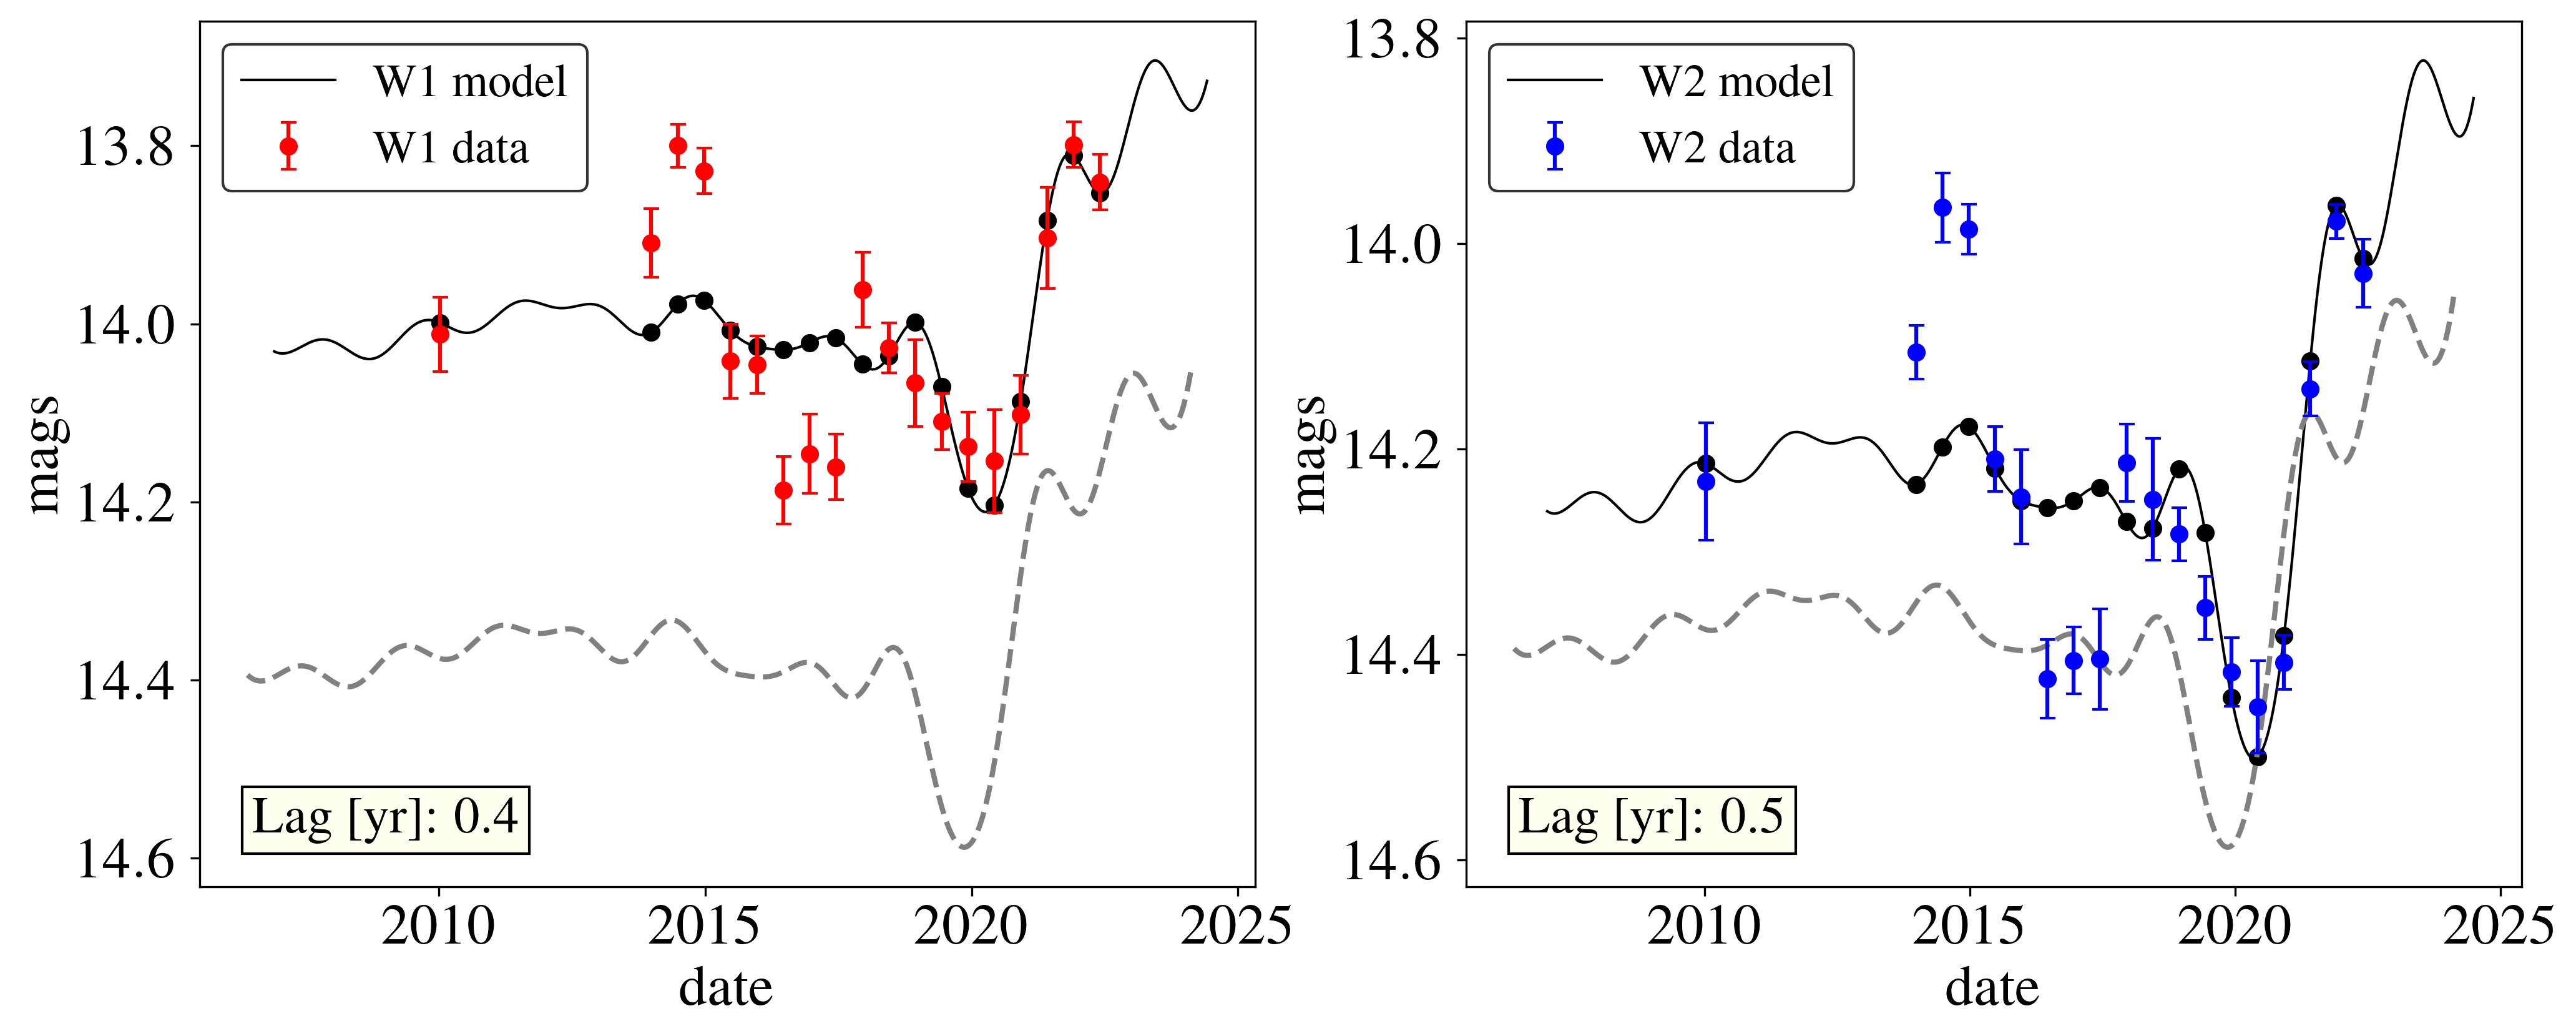 W1 model
W1 data
13.8
14.0
14.2
14.4
14.6
mags
Lag [yr]: 0.4
2010
2015
2020
2025
date
W2 model
W2 data
13.8
14.0
14.2
14.4
14.6
mags
Lag [yr]: 0.5
2010
2015
2020
2025
date